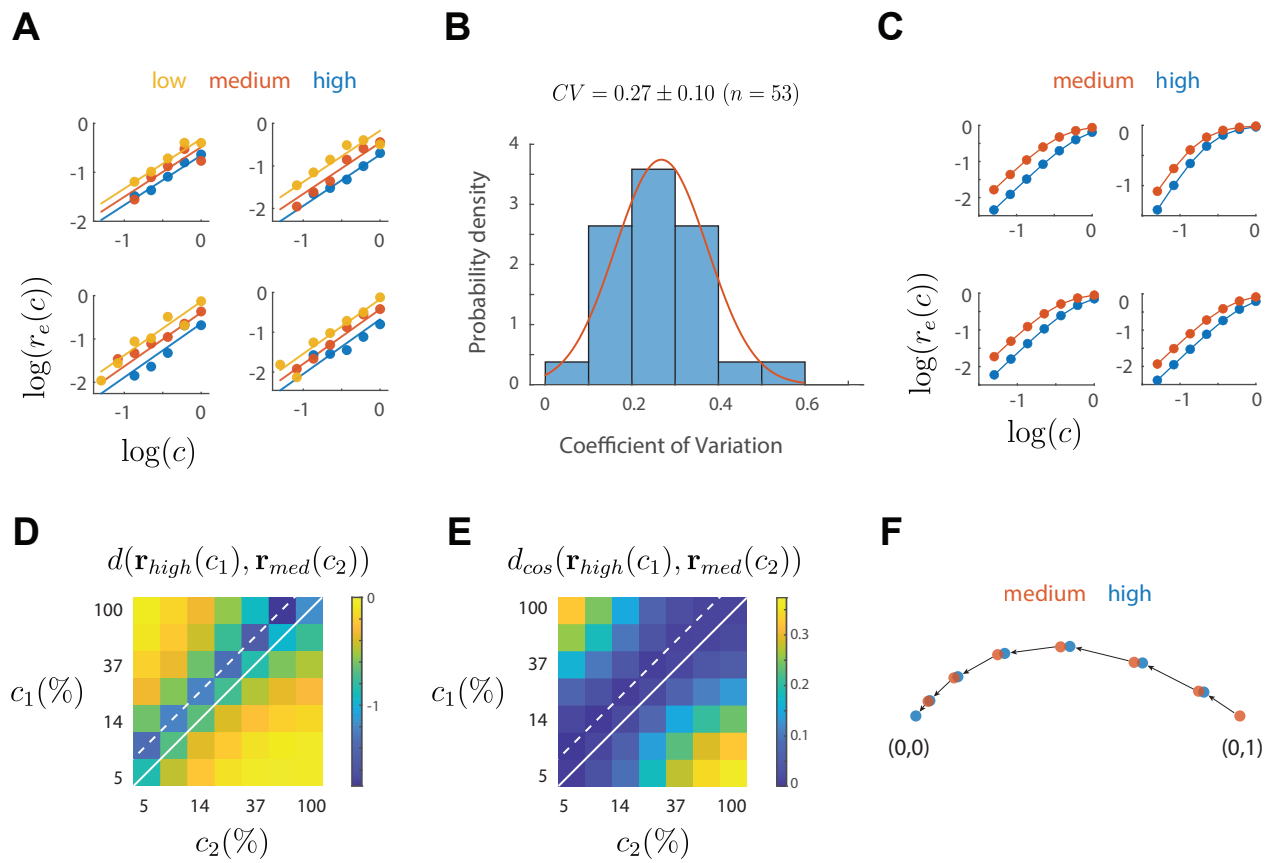 A
B
C
low medium high
CV = 0.27 ± 0.10 (n = 53)
medium high
0
-1
-2
-1
0
0
-1
-2
-1
0
0
-1
-2
-1
0
0
-1
-2
-1
0
log(r_e(c))
log(c)
4
3
2
1
0
Probability density
0 0.2 0.4 0.6
Coefficient of Variation
0
-1
-2
-1
0
0
-1
-1
0
0
-1
-2
-1
0
0
-1
-2
-1
0
log(r_e(c))
log(c)
D
E
F
d(r_high(c_1), r_med(c_2))
100
37
14
5
c_1(%)
5 14 37 100
c_2(%)
0
-1
d_cos(r_high(c_1), r_med(c_2))
100
37
14
5
c_1(%)
5 14 37 100
c_2(%)
0.3
0.2
0.1
0
medium high
(0,0)
(0,1)